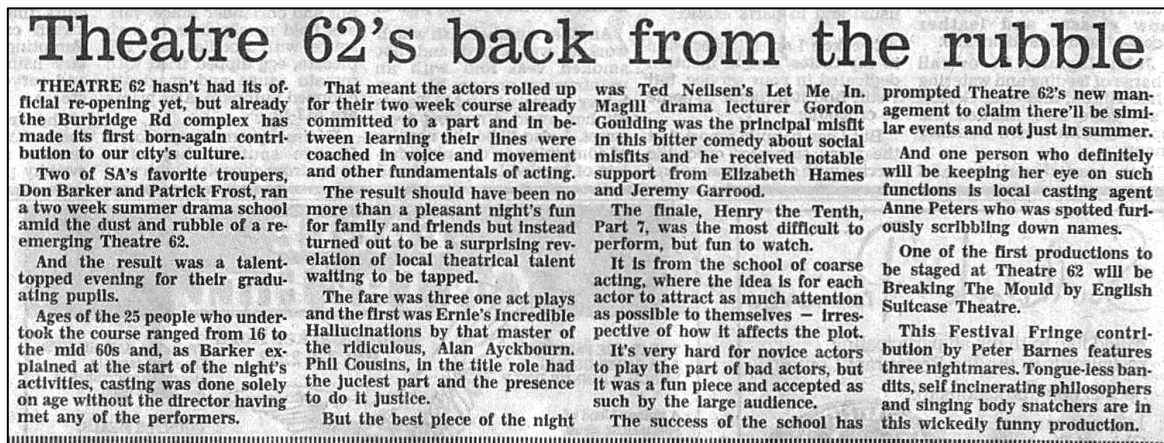 Theatre 62's back from the rubble
THEATRE 62 hasn't had its of-
ficial re-opening yet, but already
the Burbridge Rd complex has
made its first born-again contri-
bution to our city's culture.
Two of SA's favorite troupers,
Don Barker and Patrick Frost, ran
a two week summer drama school
amid the dust and rubble of a re-
emerging Theatre 62.
And the result was a talent-
topped evening for their gradu-
ating pupils.
Ages of the 25 people who under-
took the course ranged from 16 to
the mid 60s and, as Barker ex-
plained at the start of the night's
activities, casting was done solely
on age without the director having
met any of the performers.
That meant the actors rolled up
for their two week course already
committed to a part and in be-
tween learning their lines were
coached in voice and movement
and other fundamentals of acting.
The result should have been no
more than a pleasant night's fun
for family and friends but instead
turned out to be a surprising rev-
elation of local theatrical talent
waiting to be tapped.
The fare was three one act plays
and the first was Ernie's Incredible
Hallucinations by that master of
the ridiculous, Alan Ayckbourn.
Phil Cousins, in the title role had
the juciest part and the presence
to do it justice.
But the best piece of the night
was Ted Neilsen's Let Me In.
Magill drama lecturer Gordon
Goulding was the principal misfit
in this bitter comedy about social
misfits and he received notable
support from Elizabeth Hames
and Jeremy Garrood.
The finale, Henry the Tenth,
Part 7, was the most difficult to
perform, but fun to watch.
It is from the school of coarse
acting, where the idea is for each
actor to attract as much attention
as possible to themselves — irres-
pective of how it affects the plot.
It's very hard for novice actors
to play the part of bad actors, but
it was a fun piece and accepted as
such by the large audience.
The success of the school has
prompted Theatre 62's new man-
agement to claim there'll be simi-
lar events and not just in summer.
And one person who definitely
will be keeping her eye on such
functions is local casting agent
Anne Peters who was spotted furi-
ously scribbling down names.
One of the first productions to
be staged at Theatre 62 will be
Breaking The Mould by English
Suitcase Theatre.
This Festival Fringe contri-
bution by Peter Barnes features
three nightmares. Tongue-less ban-
dits, self incinerating philosophers
and singing body snatchers are in
this wickedly funny production.